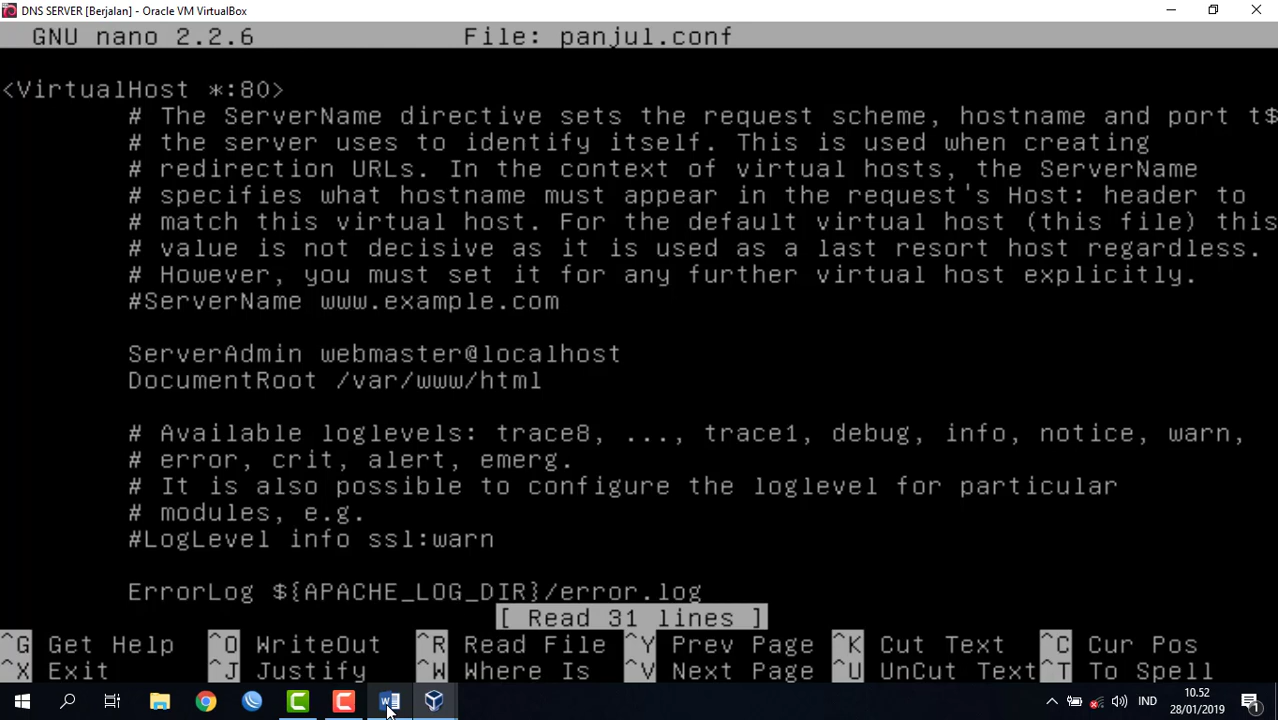 DNS SERVER [Berjalan] - Oracle VM VirtualBox
GNU nano 2.2.6 File: panjul.conf
<VirtualHost *:80>
# The ServerName directive sets the request scheme, hostname and port t$
# the server uses to identify itself. This is used when creating
# redirection URLs. In the context of virtual hosts, the ServerName
# specifies what hostname must appear in the request's Host: header to
# match this virtual host. For the default virtual host (this file) this
# value is not decisive as it is used as a last resort host regardless.
# However, you must set it for any further virtual host explicitly.
#ServerName www.example.com
ServerAdmin webmaster@localhost
DocumentRoot /var/www/html
# Available loglevels: trace8, ..., trace1, debug, info, notice, warn,
# error, crit, alert, emerg.
# It is also possible to configure the loglevel for particular
# modules, e.g.
#LogLevel info ssl:warn
ErrorLog ${APACHE_LOG_DIR}/error.log
[ Read 31 lines ]
^G Get Help ^O WriteOut ^R Read File ^Y Prev Page ^K Cut Text ^C Cur Pos
^X Exit ^J Justify ^W Where Is ^V Next Page ^U UnCut Text ^T To Spell
IND
10.52
28/01/2019
1